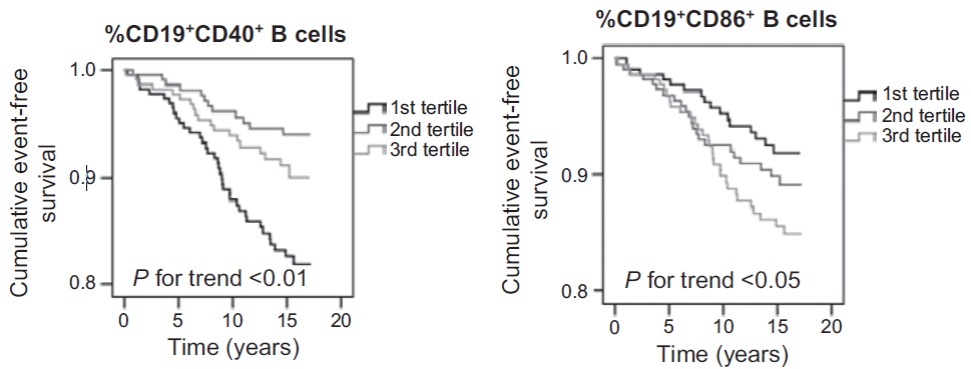 %CD19⁺CD40⁺ B cells
Cumulative event-free
survival
1.0
0.9
0.8
1st tertile
2nd tertile
3rd tertile
P for trend <0.01
0 5 10 15 20
Time (years)
%CD19⁺CD86⁺ B cells
Cumulative event-free
survival
1.0
0.9
0.8
1st tertile
2nd tertile
3rd tertile
P for trend <0.05
0 5 10 15 20
Time (years)